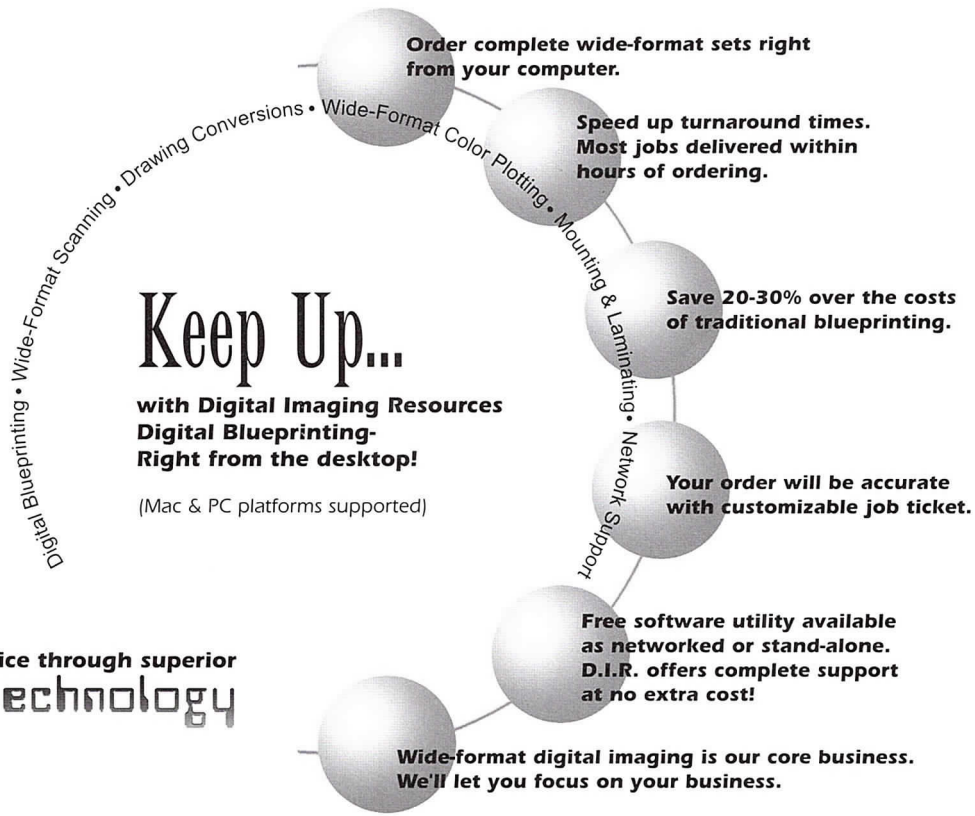 Order complete wide-format sets right
from your computer.
Speed up turnaround times.
Most jobs delivered within
hours of ordering.
Save 20-30% over the costs
of traditional blueprinting.
Your order will be accurate
with customizable job ticket.
Free software utility available
as networked or stand-alone.
D.I.R. offers complete support
at no extra cost!
Wide-format digital imaging is our core business.
We'll let you focus on your business.
Digital Blueprinting • Wide-Format Scanning • Drawing Conversions • Wide-Format Color Plotting • Mounting & Laminating • Network Support
Keep Up...
with Digital Imaging Resources
Digital Blueprinting-
Right from the desktop!
(Mac & PC platforms supported)
through superior